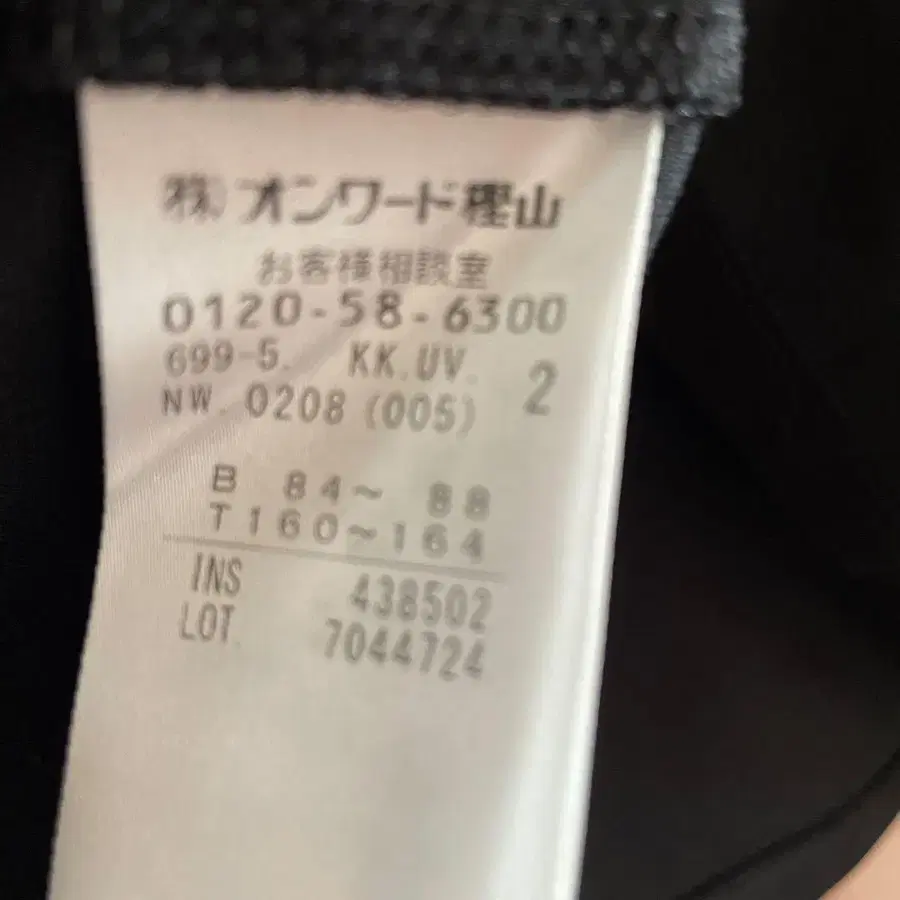 ㈱オンワード樫山
お客様相談室
0120-58-6300
699-5. KK.UV. 2
NW. 0208 (005)
B 84～ 88
T160～164
INS 438502
LOT. 7044724